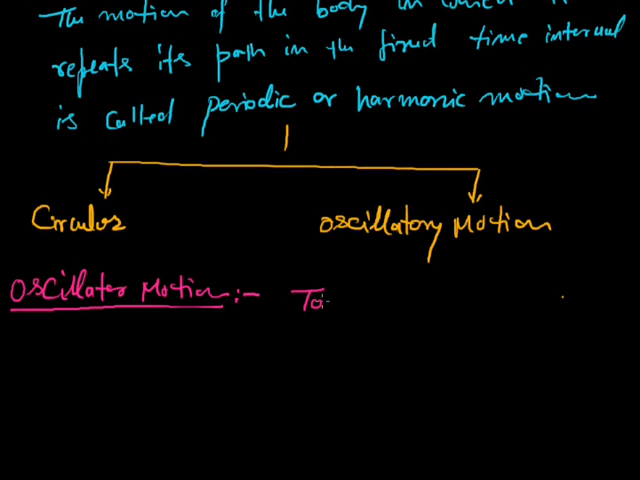 The motion of the body in which it
repeats its path in the fixed time interval
is called periodic or harmonic motion
Circular
oscillatory Motion
Oscillator Motion :-